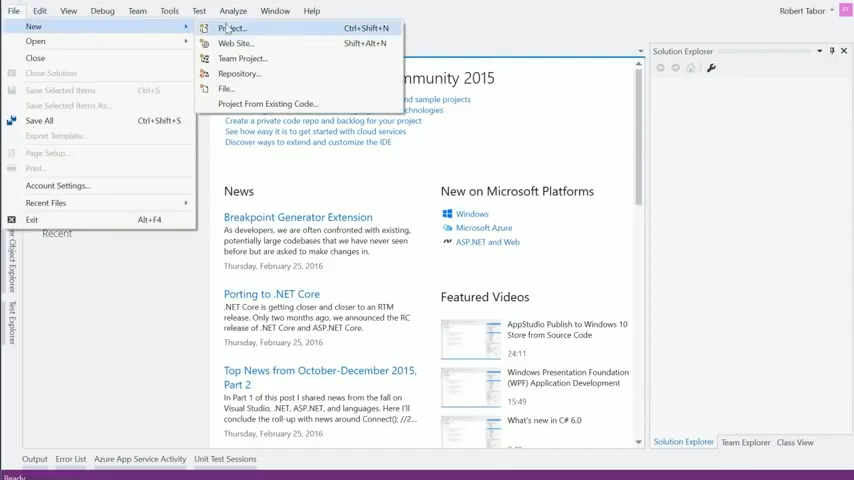 File Edit View Debug Team Tools Test Analyze Window Help
Robert Tabor
RT
New
Open
Close
Close Solution
Save Selected Items Ctrl+S
Save Selected Items As...
Save All Ctrl+Shift+S
Export Template...
Page Setup...
Print...
Account Settings...
Recent Files
Exit Alt+F4
Project... Ctrl+Shift+N
Web Site... Shift+Alt+N
Team Project...
Repository...
File...
Project From Existing Code...
mmunity 2015
and sample projects
Create a private code repo and backlog for your project
See how easy it is to get started with cloud services
Discover ways to extend and customize the IDE
Recent
News
Breakpoint Generator Extension
As developers, we are often confronted with existing,
potentially large codebases that we have never seen
before but are asked to make changes in.
Thursday, February 25, 2016
Porting to .NET Core
.NET Core is getting closer and closer to an RTM
release. Only two months ago, we announced the RC
release of .NET Core and ASP.NET Core.
Thursday, February 25, 2016
Top News from October-December 2015,
Part 2
In Part 1 of this post I shared news from the fall on
Visual Studio, .NET, ASP.NET, and languages. Here I'll
conclude the roll-up with news around Connect(); //2...
Thursday, February 25, 2016
New on Microsoft Platforms
Windows
Microsoft Azure
ASP.NET and Web
Featured Videos
AppStudio Publish to Windows 10
Store from Source Code
24:11
Windows Presentation Foundation
(WPF) Application Development
15:49
What's new in C# 6.0
Solution Explorer
Solution Explorer Team Explorer Class View
Object Explorer
Test Explorer
Output Error List Azure App Service Activity Unit Test Sessions
Ready